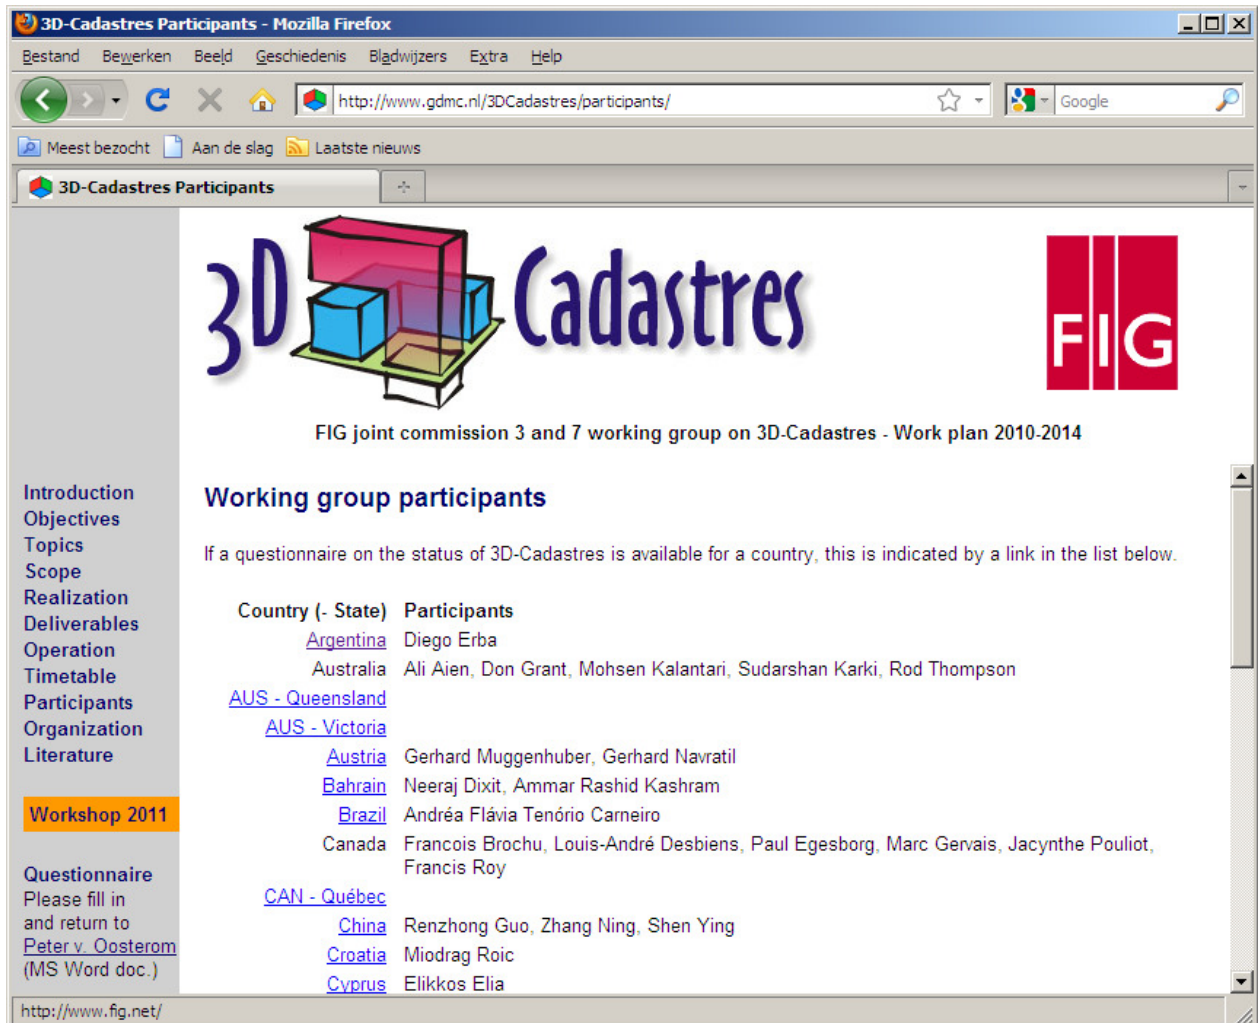 3D-Cadastres Participants - Mozilla Firefox
Bestand Bewerken Beeld Geschiedenis Bladwijzers Extra Help
http://www.gdmc.nl/3DCadastres/participants/ Google
Meest bezocht Aan de slag Laatste nieuws
3D-Cadastres Participants
3D Cadastres
FIG
FIG joint commission 3 and 7 working group on 3D-Cadastres - Work plan 2010-2014
Introduction
Objectives
Topics
Scope
Realization
Deliverables
Operation
Timetable
Participants
Organization
Literature
Workshop 2011
Questionnaire
Please fill in
and return to
Peter v. Oosterom
(MS Word doc.)
Working group participants
If a questionnaire on the status of 3D-Cadastres is available for a country, this is indicated by a link in the list below.
Country (- State) Participants
Argentina Diego Erba
Australia Ali Aien, Don Grant, Mohsen Kalantari, Sudarshan Karki, Rod Thompson
AUS - Queensland
AUS - Victoria
Austria Gerhard Muggenhuber, Gerhard Navratil
Bahrain Neeraj Dixit, Ammar Rashid Kashram
Brazil Andréa Flávia Tenório Carneiro
Canada Francois Brochu, Louis-André Desbiens, Paul Egesborg, Marc Gervais, Jacynthe Pouliot,
Francis Roy
CAN - Québec
China Renzhong Guo, Zhang Ning, Shen Ying
Croatia Miodrag Roic
Cyprus Elikkos Elia
http://www.fig.net/